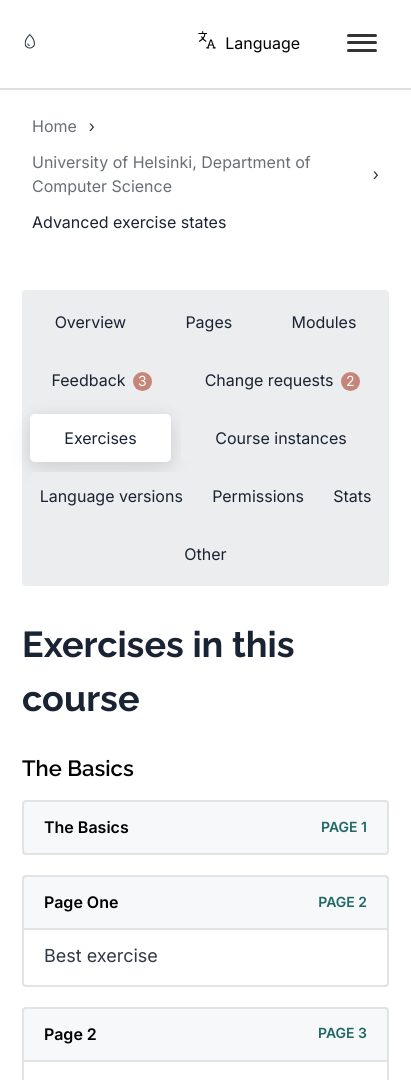 Language
Home ›
University of Helsinki, Department of
Computer Science ›
Advanced exercise states
Overview Pages Modules
Feedback 3 Change requests 2
Exercises Course instances
Language versions Permissions Stats
Other
Exercises in this
course
The Basics
The Basics PAGE 1
Page One PAGE 2
Best exercise
Page 2 PAGE 3